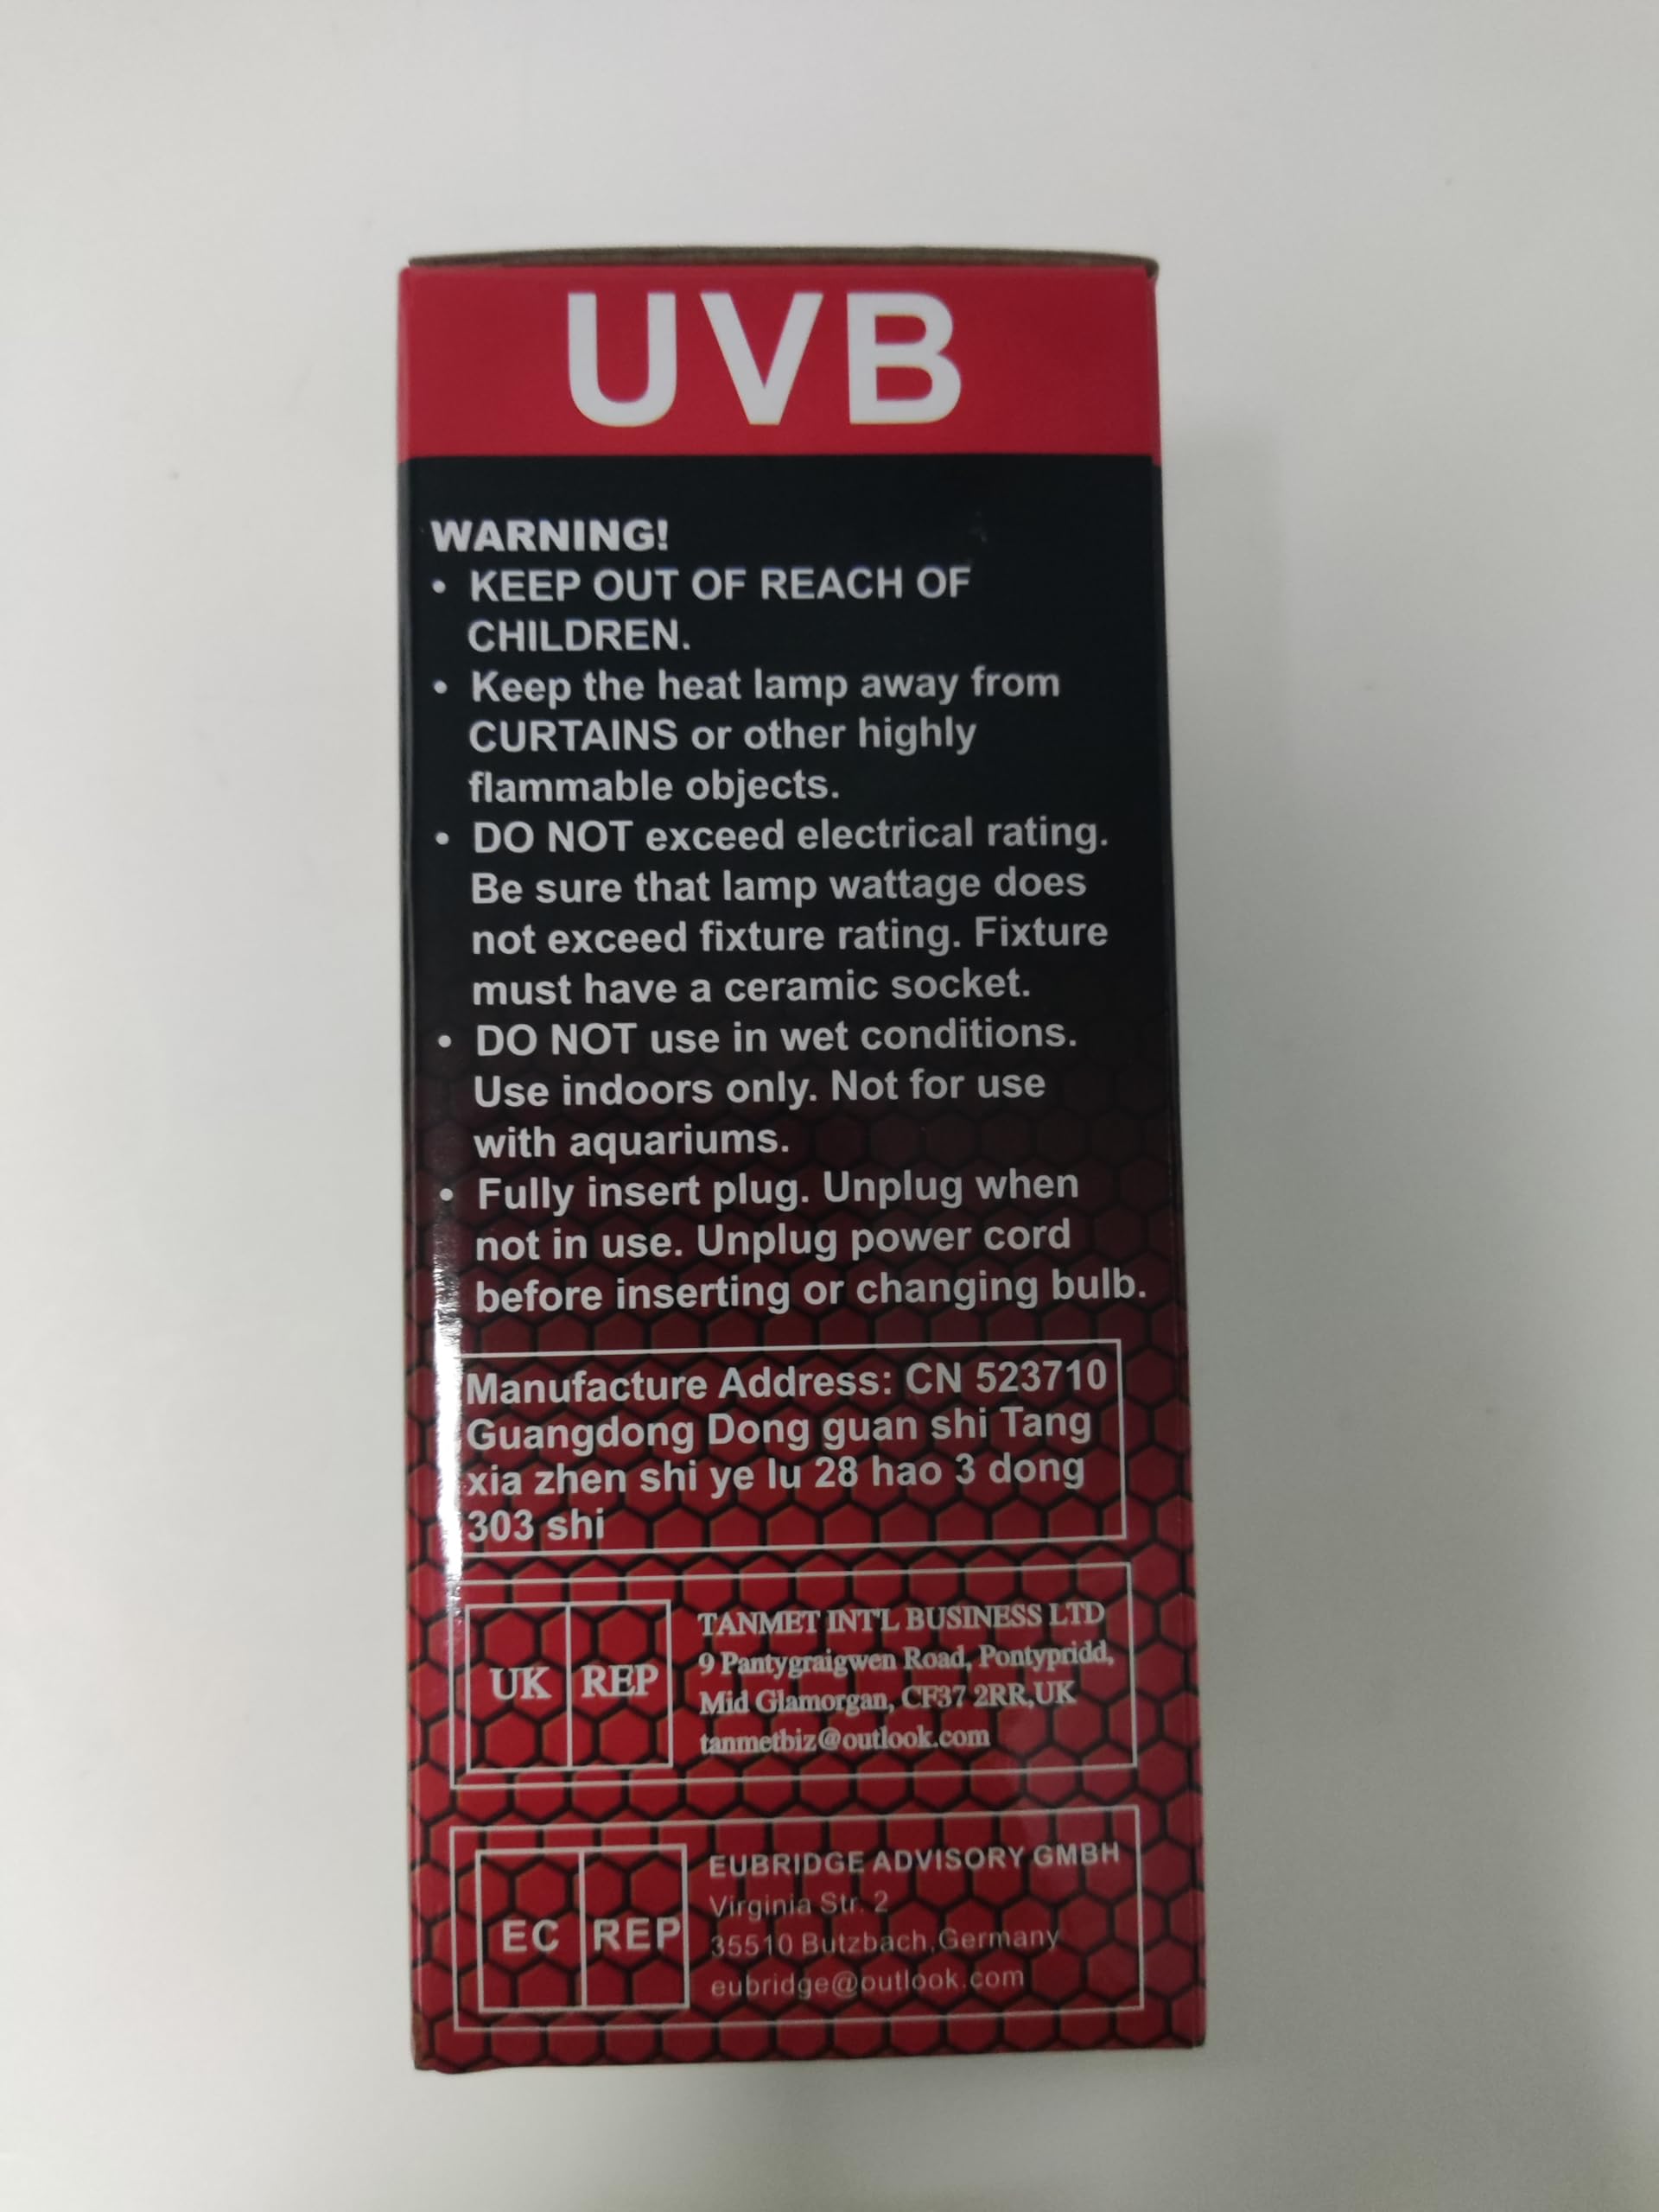 UVB
WARNING!
• KEEP OUT OF REACH OF
CHILDREN.
• Keep the heat lamp away from
CURTAINS or other highly
flammable objects.
• DO NOT exceed electrical rating.
Be sure that lamp wattage does
not exceed fixture rating. Fixture
must have a ceramic socket.
• DO NOT use in wet conditions.
Use indoors only. Not for use
with aquariums.
• Fully insert plug. Unplug when
not in use. Unplug power cord
before inserting or changing bulb.
Manufacture Address: CN 523710
Guangdong Dong guan shi Tang
xia zhen shi ye lu 28 hao 3 dong
303 shi
UK REP
TANMET INT'L BUSINESS LTD
9 Pantygraigwen Road, Pontypridd,
Mid Glamorgan, CF37 2RR,UK
tanmetbiz@outlook.com
EC REP
EUBRIDGE ADVISORY GMBH
Virginia Str. 2
35510 Butzbach,Germany
eubridge@outlook.com